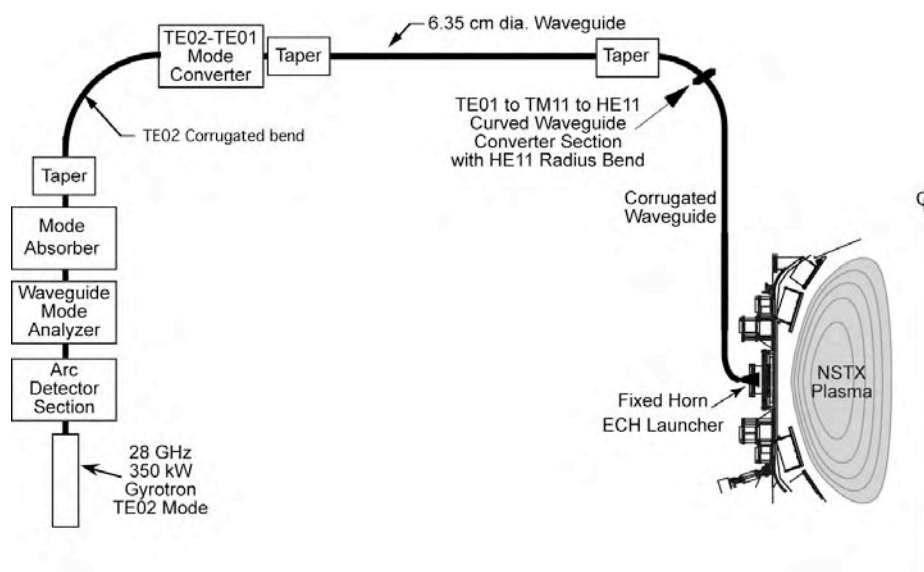 TE02-TE01
Mode
Converter
Taper
6.35 cm dia. Waveguide
Taper
TE02 Corrugated bend
TE01 to TM11 to HE11
Curved Waveguide
Converter Section
with HE11 Radius Bend
Taper
Mode
Absorber
Waveguide
Mode
Analyzer
Arc
Detector
Section
28 GHz
350 kW
Gyrotron
TE02 Mode
Corrugated
Waveguide
Fixed Horn
ECH Launcher
NSTX
Plasma